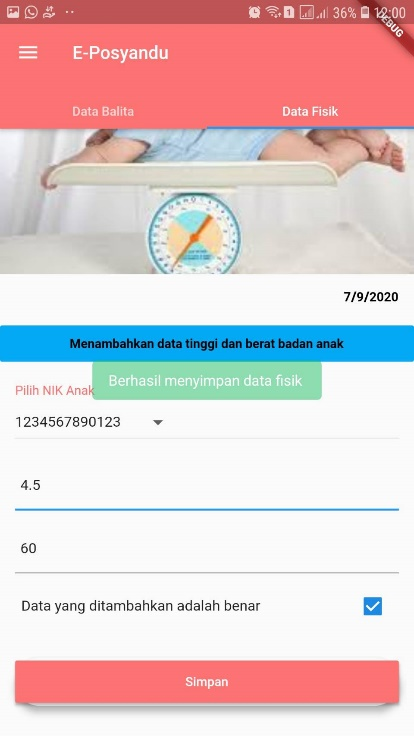 36% 12:00
DEBUG
E-Posyandu
Data Balita
Data Fisik
7/9/2020
Menambahkan data tinggi dan berat badan anak
Berhasil menyimpan data fisik
Pilih NIK Anak
1234567890123
4.5
60
Data yang ditambahkan adalah benar
Simpan